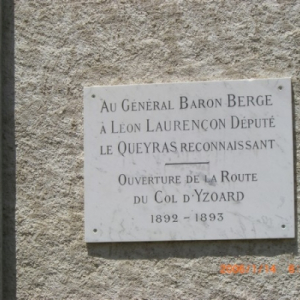 Au Général Baron Berge
à Léon Laurençon Député
le Queyras reconnaissant
Ouverture de la Route
du Col d'Yzoard
1892 - 1893